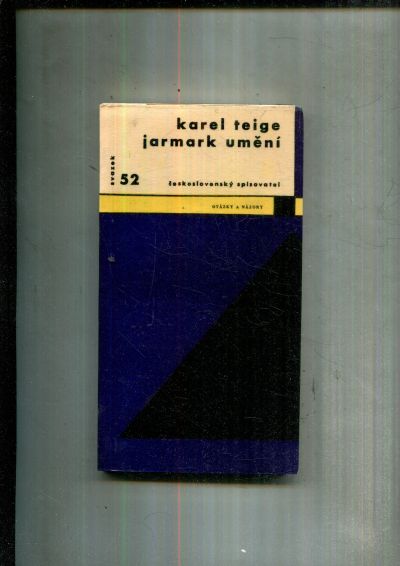 karel teige
jarmark umění
svazek
52
československý spisovatel
OTÁZKY A NÁZORY